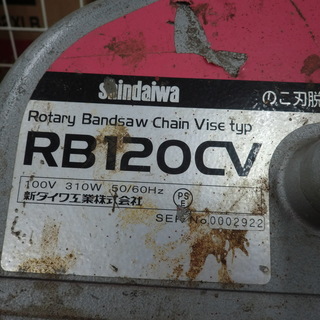 Shindaiwa
のこ刃脱
Rotary Bandsaw Chain Vise typ
RB120CV
100V 310W 50/60Hz
新ダイワ工業株式会社
PS
E
SER No.0002922